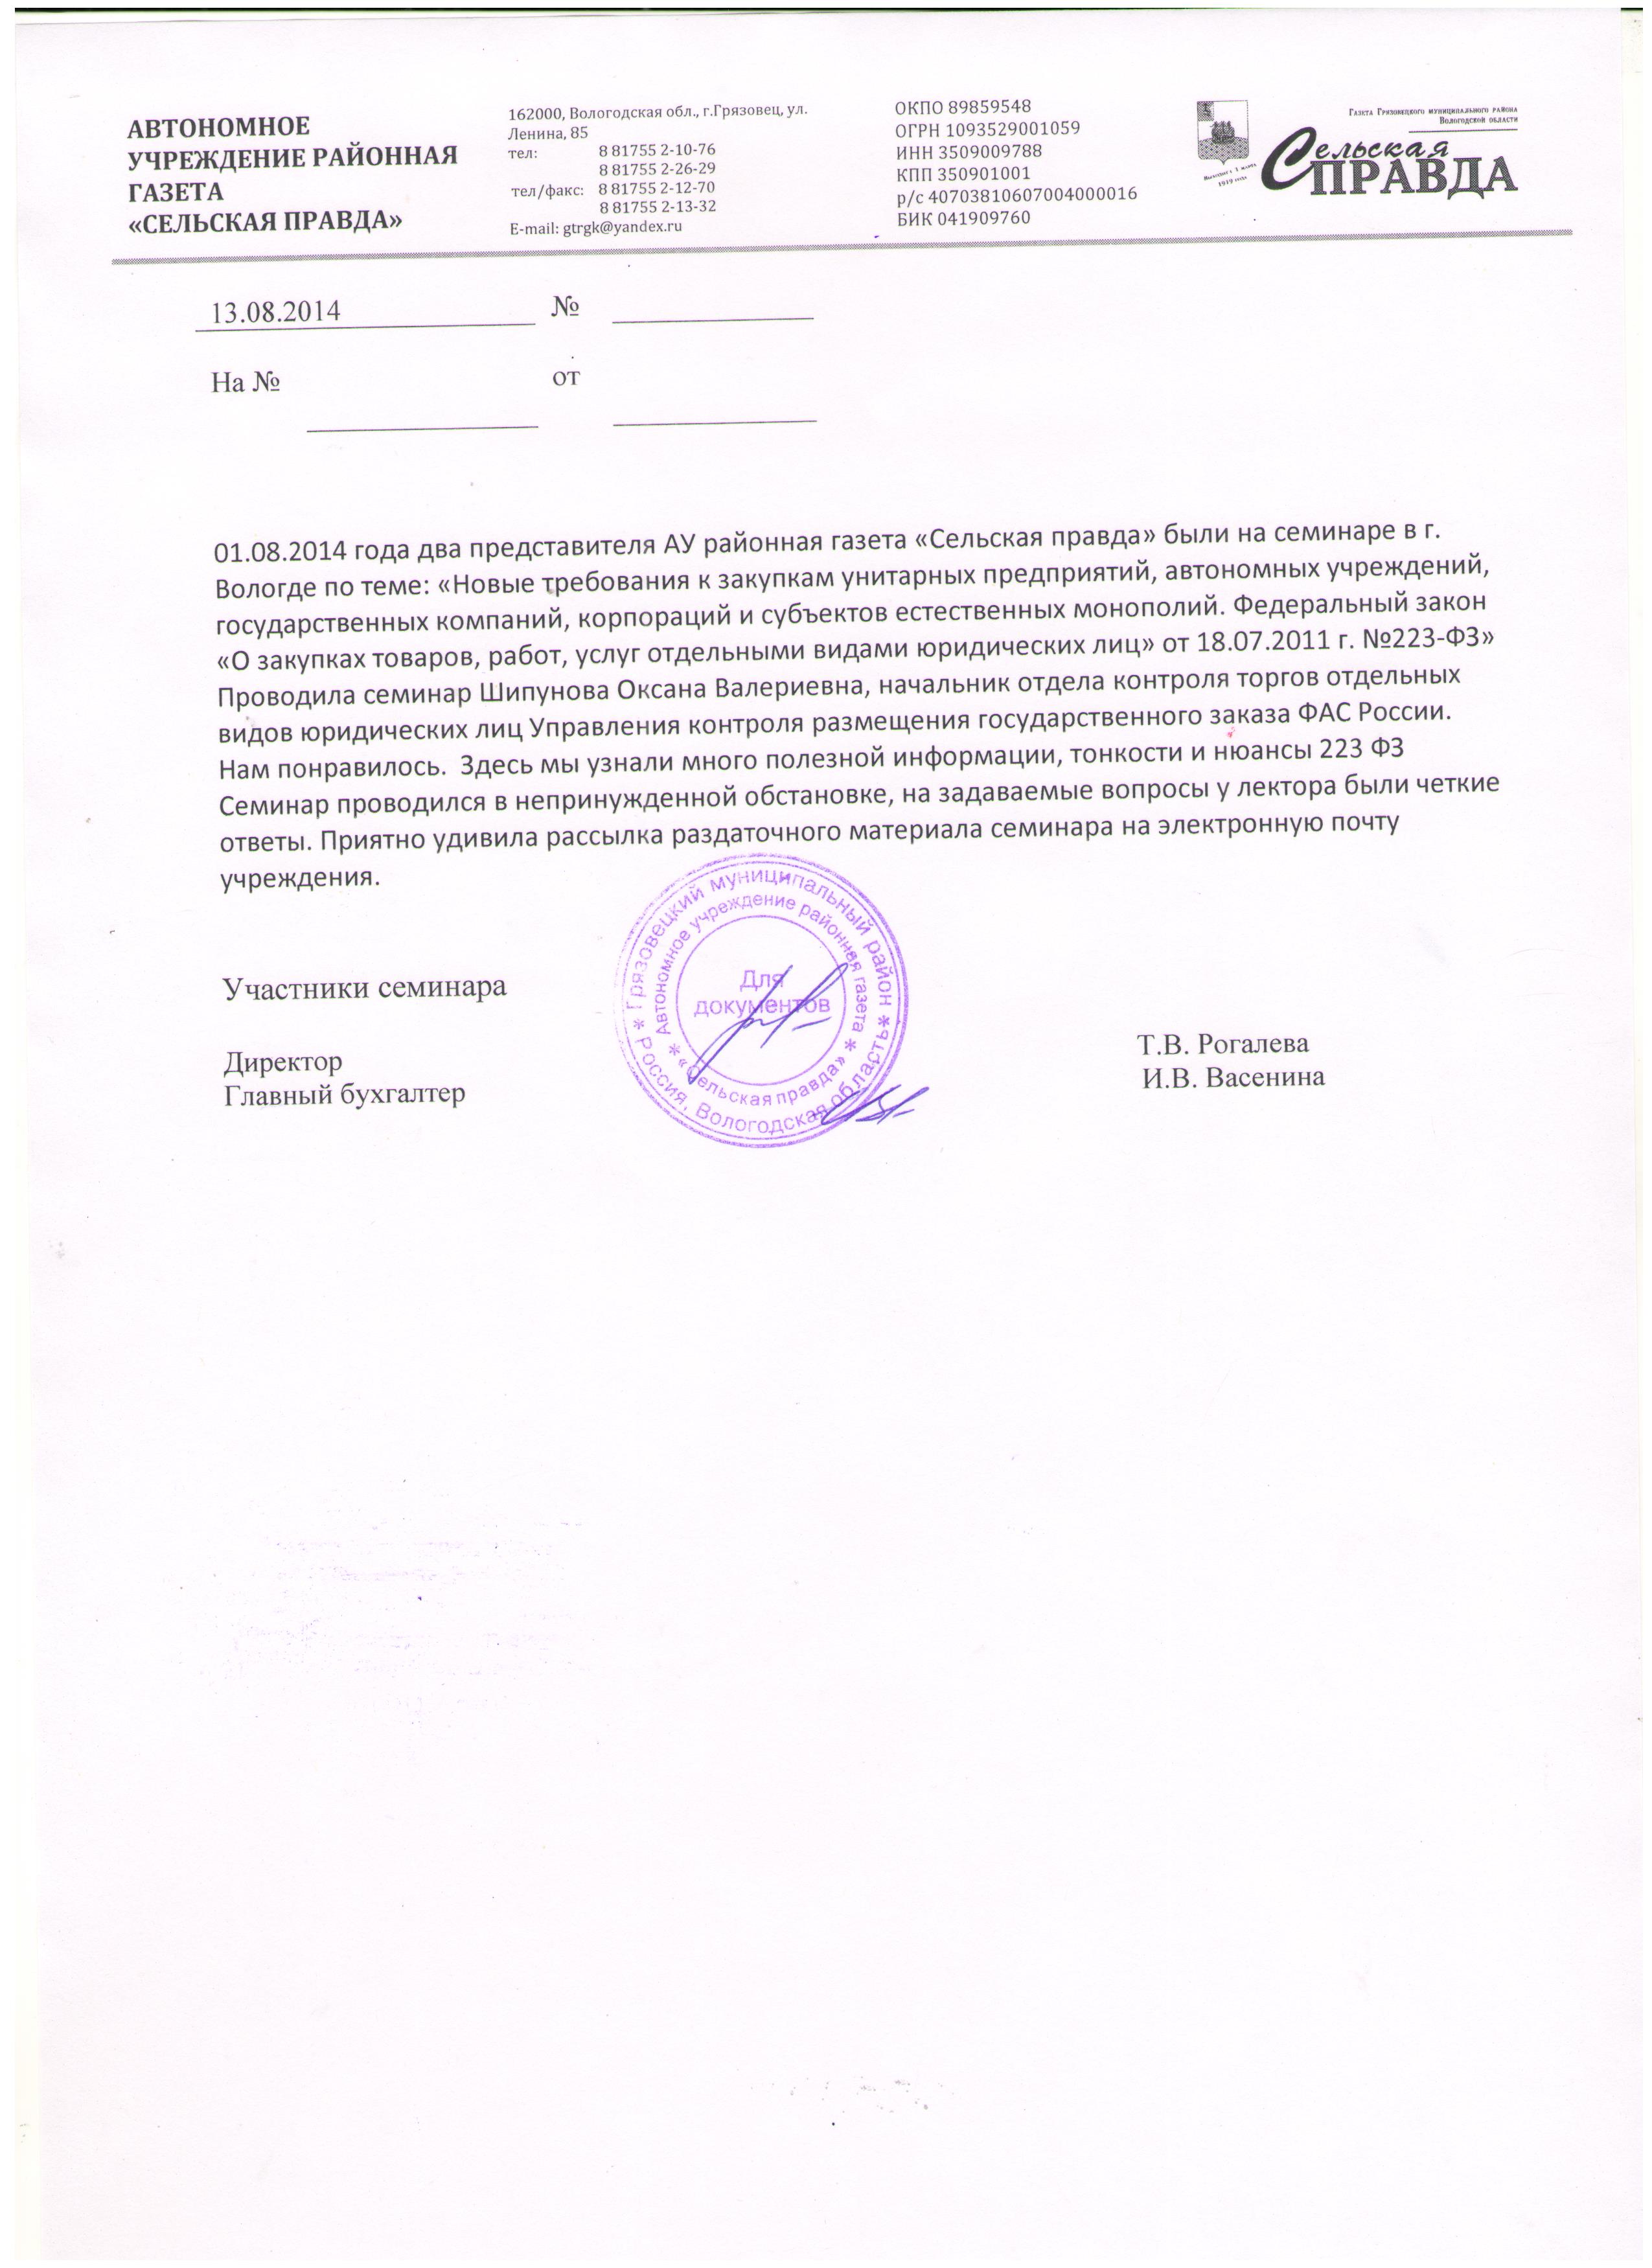 АВТОНОМНОЕ
УЧРЕЖДЕНИЕ РАЙОННАЯ
ГАЗЕТА
«СЕЛЬСКАЯ ПРАВДА»
162000, Вологодская обл., г.Грязовец, ул.
Ленина, 85
тел: 8 81755 2-10-76
8 81755 2-26-29
тел/факс: 8 81755 2-12-70
8 81755 2-13-32
E-mail: gtrgk@yandex.ru
ОКПО 89859548
ОГРН 1093529001059
ИНН 3509009788
КПП 350901001
р/с 40703810607004000016
БИК 041909760
Газета Грязовецкого муниципального района
Вологодской области
Сельская
ПРАВДА
Выходит с 1 марта
1919 года
13.08.2014 №
На № от
01.08.2014 года два представителя АУ районная газета «Сельская правда» были на семинаре в г.
Вологде по теме: «Новые требования к закупкам унитарных предприятий, автономных учреждений,
государственных компаний, корпораций и субъектов естественных монополий. Федеральный закон
«О закупках товаров, работ, услуг отдельными видами юридических лиц» от 18.07.2011 г. №223-ФЗ»
Проводила семинар Шипунова Оксана Валериевна, начальник отдела контроля торгов отдельных
видов юридических лиц Управления контроля размещения государственного заказа ФАС России.
Нам понравилось. Здесь мы узнали много полезной информации, тонкости и нюансы 223 ФЗ
Семинар проводился в непринужденной обстановке, на задаваемые вопросы у лектора были четкие
ответы. Приятно удивила рассылка раздаточного материала семинара на электронную почту
учреждения.
Грязовецкий муниципальный район * Россия, Вологодская область *
Автономное учреждение районная газета * «Сельская правда» *
Для
документов
Участники семинара
Директор Т.В. Рогалева
Главный бухгалтер И.В. Васенина